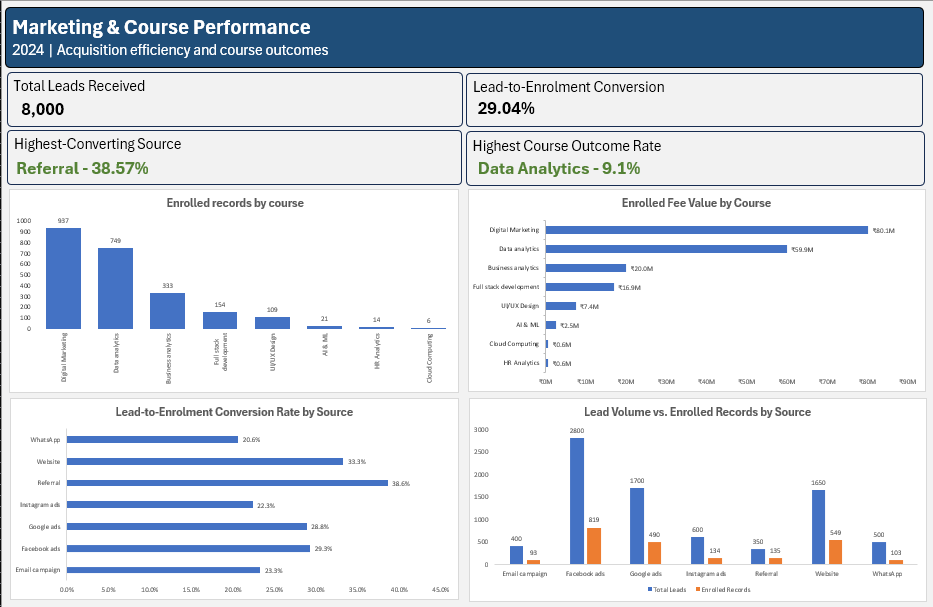 Marketing & Course Performance
2024 | Acquisition efficiency and course outcomes
Total Leads Received
8,000
Lead-to-Enrolment Conversion
29.04%
Highest-Converting Source
Referral - 38.57%
Highest Course Outcome Rate
Data Analytics - 9.1%
Enrolled records by course
1000
900
800
700
600
500
400
300
200
100
0
937
749
333
154
109
21
14
6
Digital Marketing
Data analytics
Business analytics
Full stack
development
UI/UX Design
AI & ML
HR Analytics
Cloud Computing
Enrolled Fee Value by Course
Digital Marketing ₹80.1M
Data analytics ₹59.9M
Business analytics ₹20.0M
Full stack development ₹16.9M
UI/UX Design ₹7.4M
AI & ML ₹2.5M
Cloud Computing ₹0.6M
HR Analytics ₹0.6M
₹0M ₹10M ₹20M ₹30M ₹40M ₹50M ₹60M ₹70M ₹80M ₹90M
Lead-to-Enrolment Conversion Rate by Source
WhatsApp 20.6%
Website 33.3%
Referral 38.6%
Instagram ads 22.3%
Google ads 28.8%
Facebook ads 29.3%
Email campaign 23.3%
0.0% 5.0% 10.0% 15.0% 20.0% 25.0% 30.0% 35.0% 40.0% 45.0%
Lead Volume vs. Enrolled Records by Source
3000
2500
2000
1500
1000
500
0
400 93
2800 819
1700 490
600 134
350 135
1650 549
500 103
Email campaign Facebook ads Google ads Instagram ads Referral Website WhatsApp
Total Leads Enrolled Records